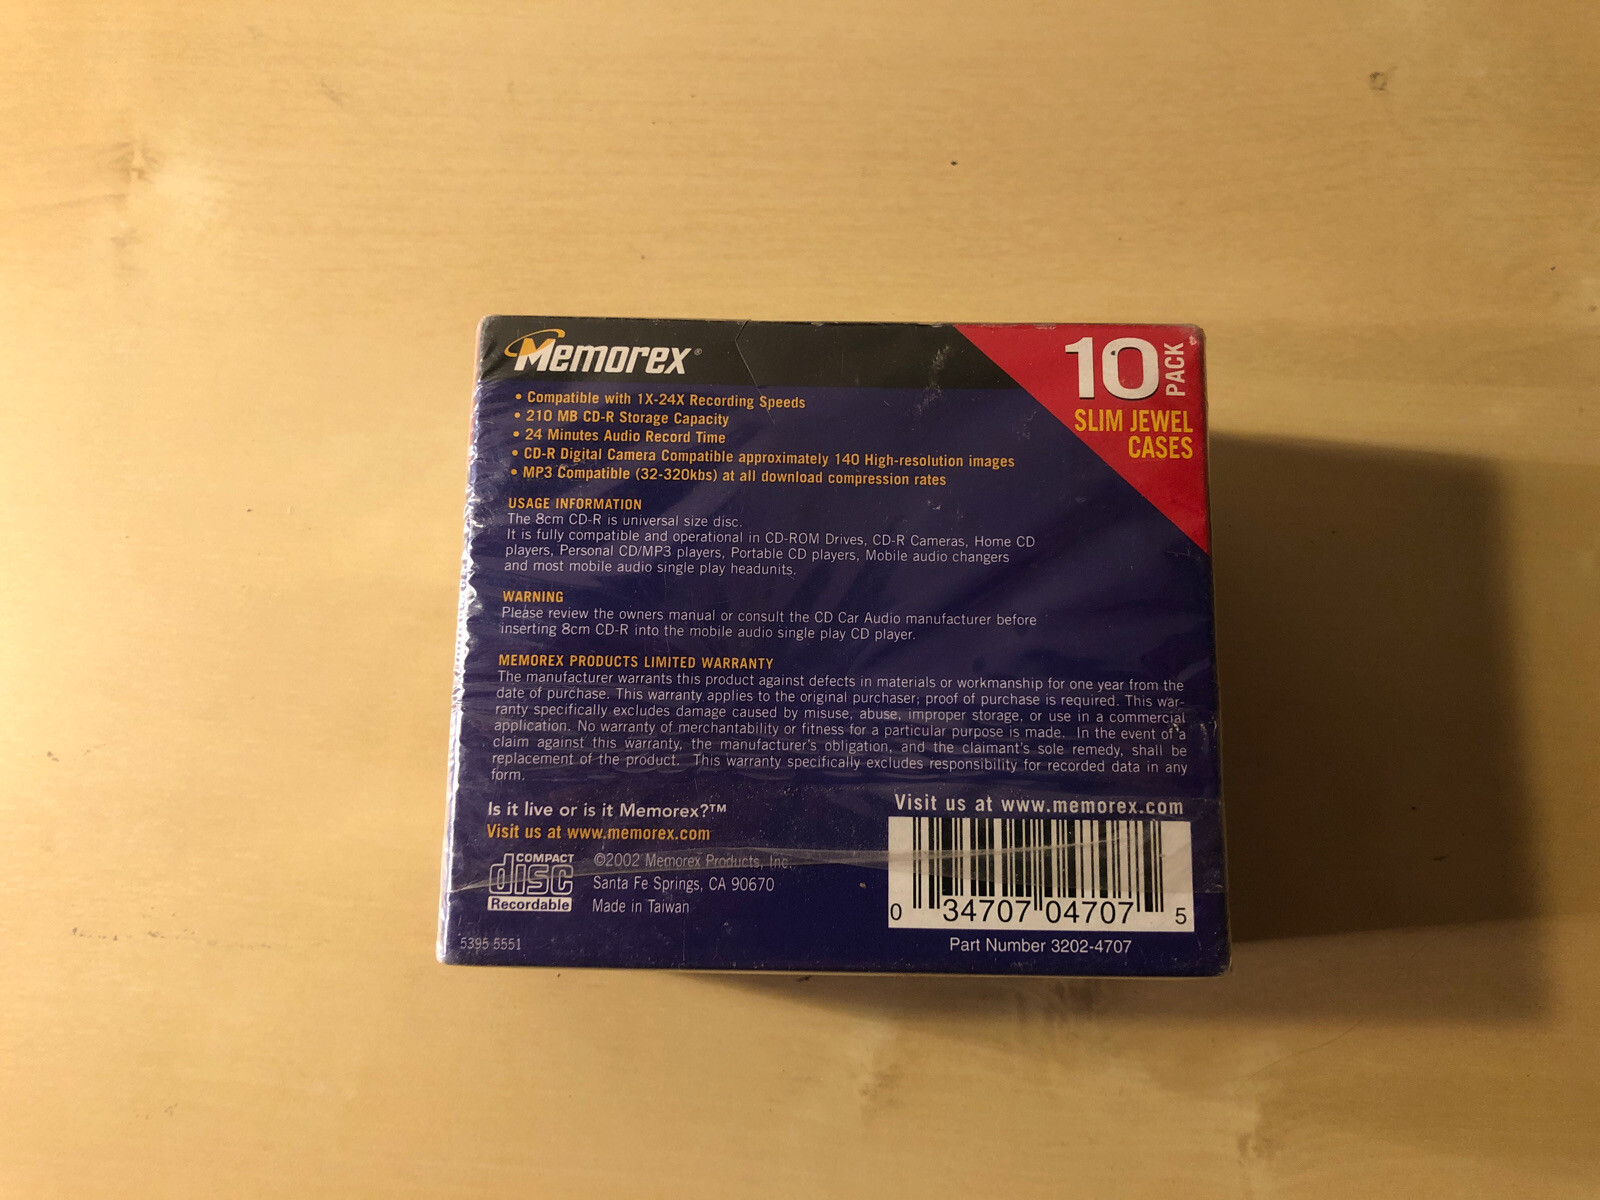 Memorex®
10 PACK
SLIM JEWEL
CASES
• Compatible with 1X-24X Recording Speeds
• 210 MB CD-R Storage Capacity
• 24 Minutes Audio Record Time
• CD-R Digital Camera Compatible approximately 140 High-resolution images
• MP3 Compatible (32-320kbs) at all download compression rates
USAGE INFORMATION
The 8cm CD-R is universal size disc.
It is fully compatible and operational in CD-ROM Drives, CD-R Cameras, Home CD
players, Personal CD/MP3 players, Portable CD players, Mobile audio changers
and most mobile audio single play headunits.
WARNING
Please review the owners manual or consult the CD Car Audio manufacturer before
inserting 8cm CD-R into the mobile audio single play CD player.
MEMOREX PRODUCTS LIMITED WARRANTY
The manufacturer warrants this product against defects in materials or workmanship for one year from the
date of purchase. This warranty applies to the original purchaser; proof of purchase is required. This war-
ranty specifically excludes damage caused by misuse, abuse, improper storage, or use in a commercial
application. No warranty of merchantability or fitness for a particular purpose is made. In the event of a
claim against this warranty, the manufacturer's obligation, and the claimant's sole remedy, shall be
replacement of the product. This warranty specifically excludes responsibility for recorded data in any
form.
Is it live or is it Memorex?™
Visit us at www.memorex.com
COMPACT
disc
Recordable
©2002 Memorex Products, Inc.
Santa Fe Springs, CA 90670
Made in Taiwan
5395 5551
Visit us at www.memorex.com
0 34707 04707 5
Part Number 3202-4707